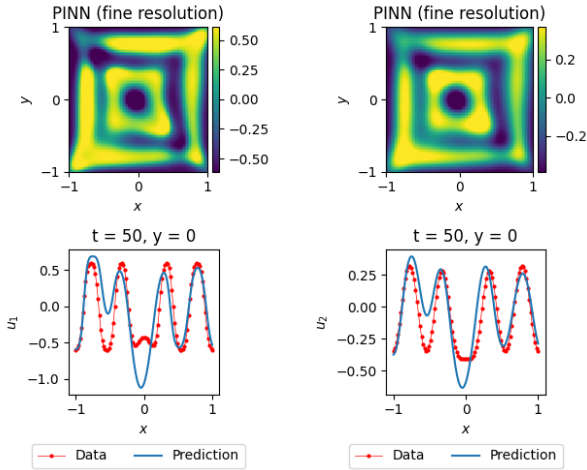 PINN (fine resolution)
PINN (fine resolution)
1
0
−1
y
−1
0
1
x
0.50
0.25
0.00
−0.25
−0.50
1
0
−1
y
−1
0
1
x
0.2
0.0
−0.2
t = 50, y = 0
0.5
0.0
−0.5
−1.0
u₁
−1
0
1
x
t = 50, y = 0
0.25
0.00
−0.25
−0.50
u₂
−1
0
1
x
Data Prediction
Data Prediction